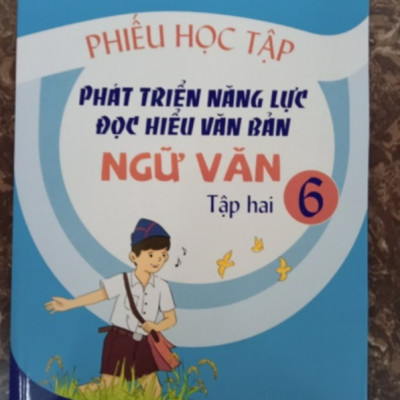 PHIẾU HỌC TẬP
PHÁT TRIỂN NĂNG LỰC
ĐỌC HIỂU VĂN BẢN
NGỮ VĂN
Tập hai 6